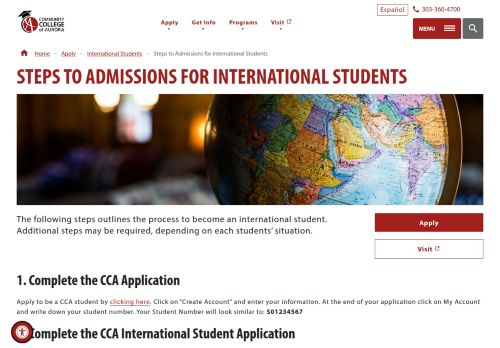 COMMUNITY
COLLEGE
of AURORA
Apply
Get Info
Programs
Visit
Español
303-360-4700
MENU
Home
Apply
International Students
Steps to Admissions for International Students
STEPS TO ADMISSIONS FOR INTERNATIONAL STUDENTS
The following steps outlines the process to become an international student.
Additional steps may be required, depending on each students' situation.
Apply
Visit
1. Complete the CCA Application
Apply to be a CCA student by clicking here. Click on "Create Account" and enter your information. At the end of your application click on My Account
and write down your student number. Your Student Number will look similar to: S01234567
Complete the CCA International Student Application